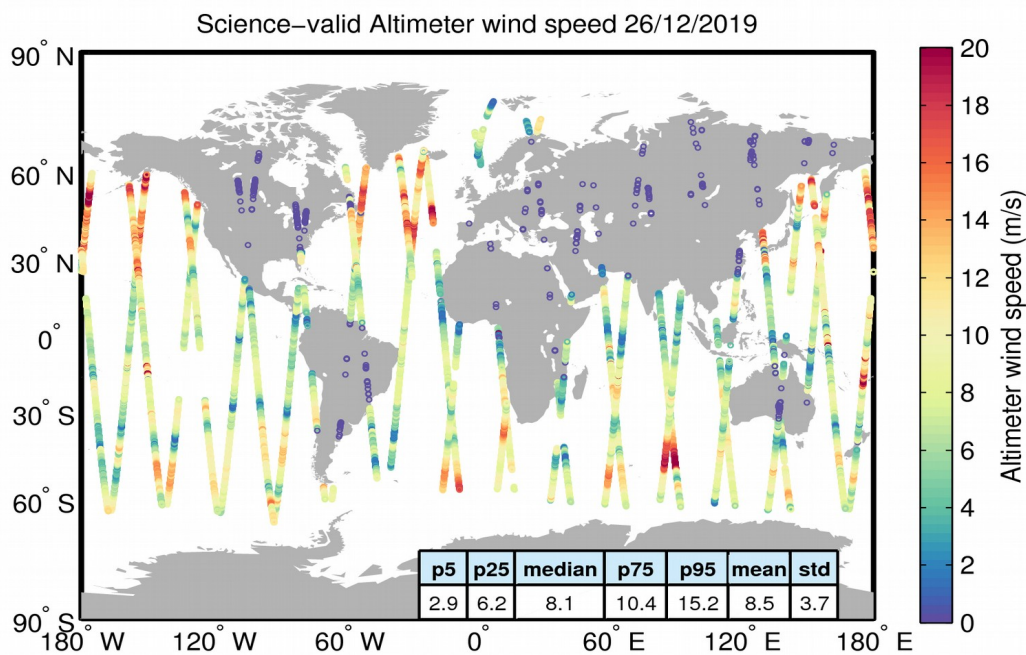 Science−valid Altimeter wind speed 26/12/2019
90° N
60° N
30° N
0°
30° S
60° S
90° S
180° W
120° W
60° W
0°
60° E
120° E
180° E
p5 p25 median p75 p95 mean std
2.9 6.2 8.1 10.4 15.2 8.5 3.7
20
18
16
14
12
10
8
6
4
2
0
Altimeter wind speed (m/s)